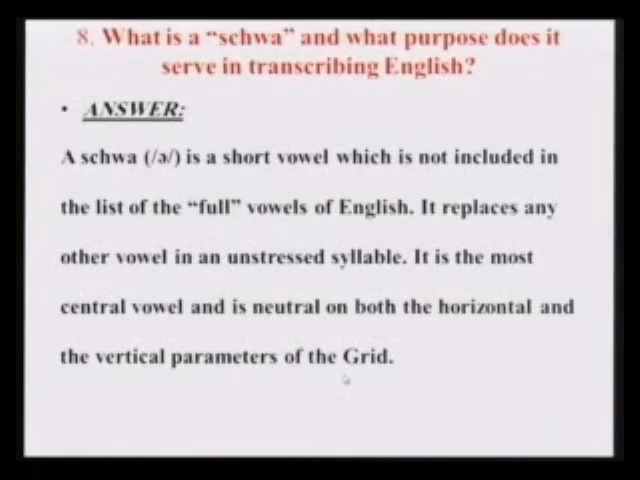 8. What is a “schwa” and what purpose does it
serve in transcribing English?
• ANSWER:
A schwa (/ə/) is a short vowel which is not included in
the list of the “full” vowels of English. It replaces any
other vowel in an unstressed syllable. It is the most
central vowel and is neutral on both the horizontal and
the vertical parameters of the Grid.